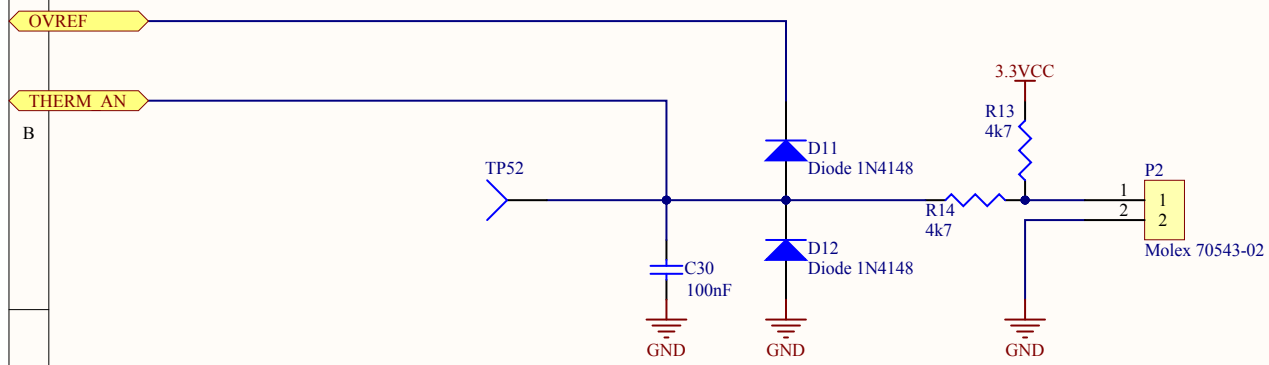 OVREF
3.3VCC
THERM_AN
R13
4k7
B
D11
Diode 1N4148
TP52
P2
1
2
1
2
R14
4k7
D12
Diode 1N4148
Molex 70543-02
C30
100nF
GND
GND
GND